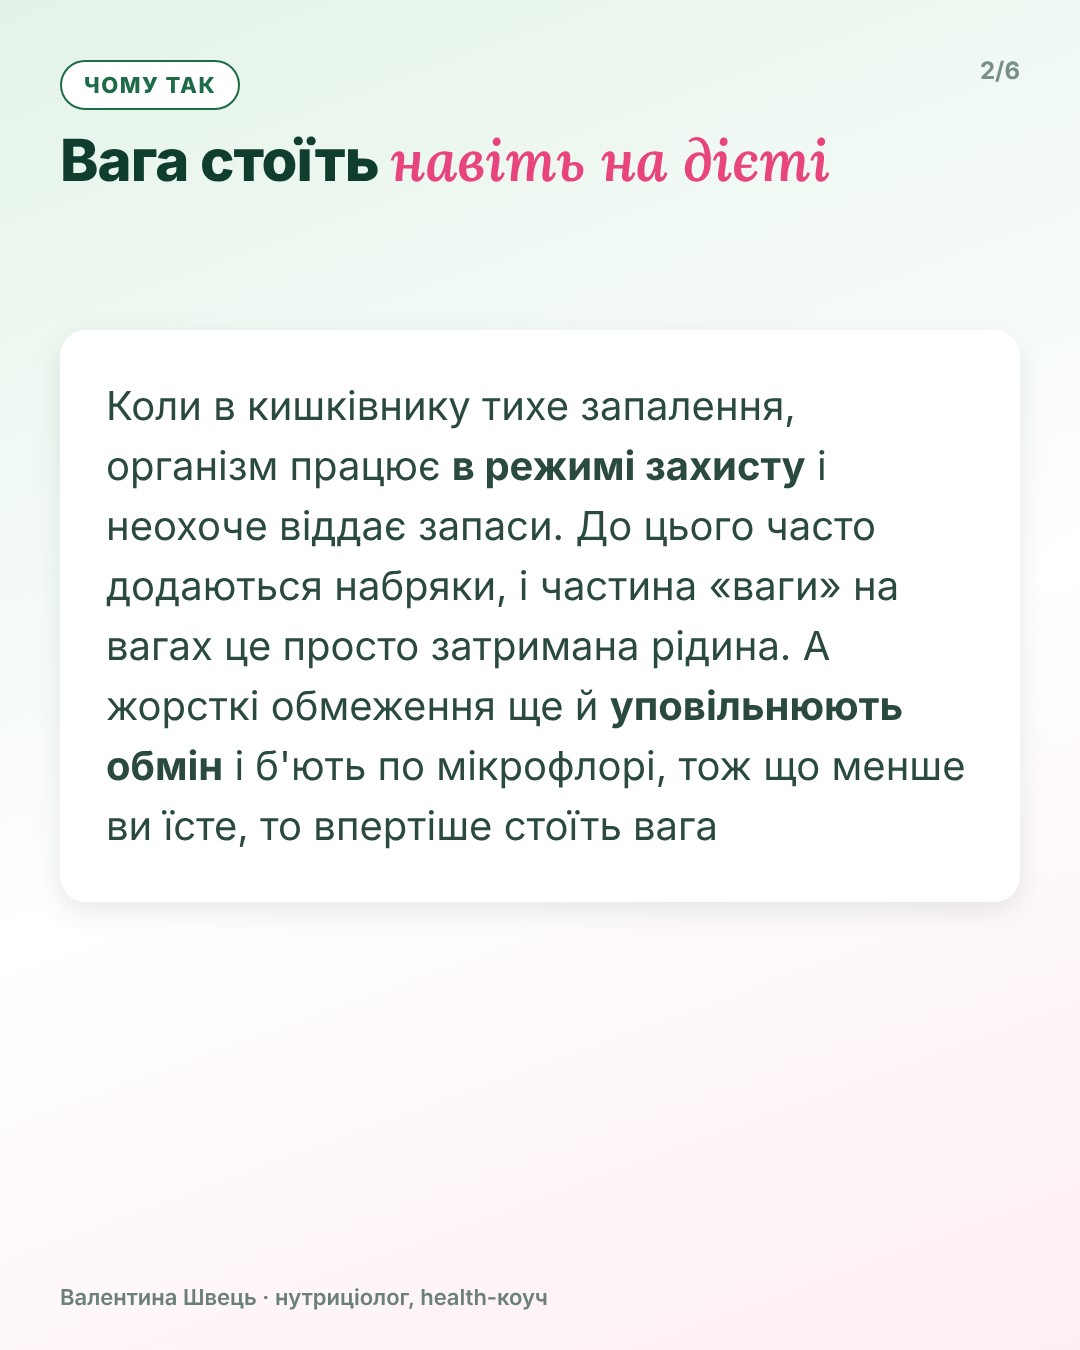 ЧОМУ ТАК
2/6
Вага стоїть навіть на дієті
Коли в кишківнику тихе запалення,
організм працює в режимі захисту і
неохоче віддає запаси. До цього часто
додаються набряки, і частина «ваги» на
вагах це просто затримана рідина. А
жорсткі обмеження ще й уповільнюють
обмін і б'ють по мікрофлорі, тож що менше
ви їсте, то впертіше стоїть вага
Валентина Швець · нутриціолог, health-коуч